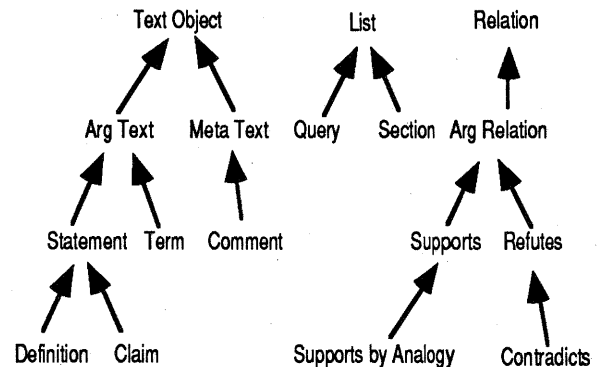 Text Object List Relation
Arg Text Meta Text Query Section Arg Relation
Statement Term Comment Supports Refutes
Definition Claim Supports by Analogy Contradicts